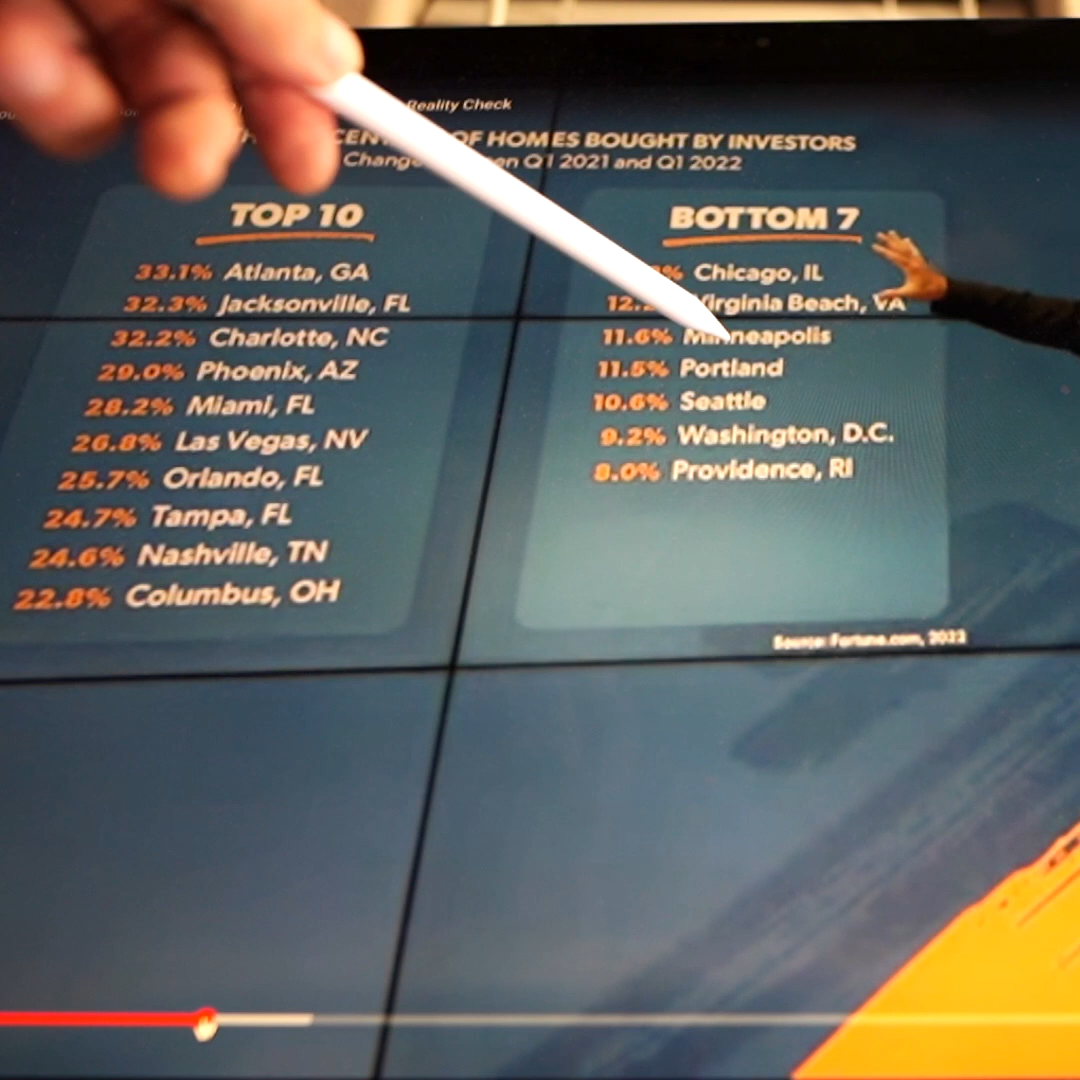 Reality Check
OF HOMES BOUGHT BY INVESTORS
Q1 2021 and Q1 2022
TOP 10
33.1% Atlanta, GA
32.3% Jacksonville, FL
32.2% Charlotte, NC
29.0% Phoenix, AZ
28.2% Miami, FL
26.8% Las Vegas, NV
25.7% Orlando, FL
24.7% Tampa, FL
24.6% Nashville, TN
22.8% Columbus, OH
BOTTOM 7
Chicago, IL
Virginia Beach, VA
11.6% Minneapolis
11.5% Portland
10.6% Seattle
9.2% Washington, D.C.
8.0% Providence, RI
Source: Fortune.com, 2022